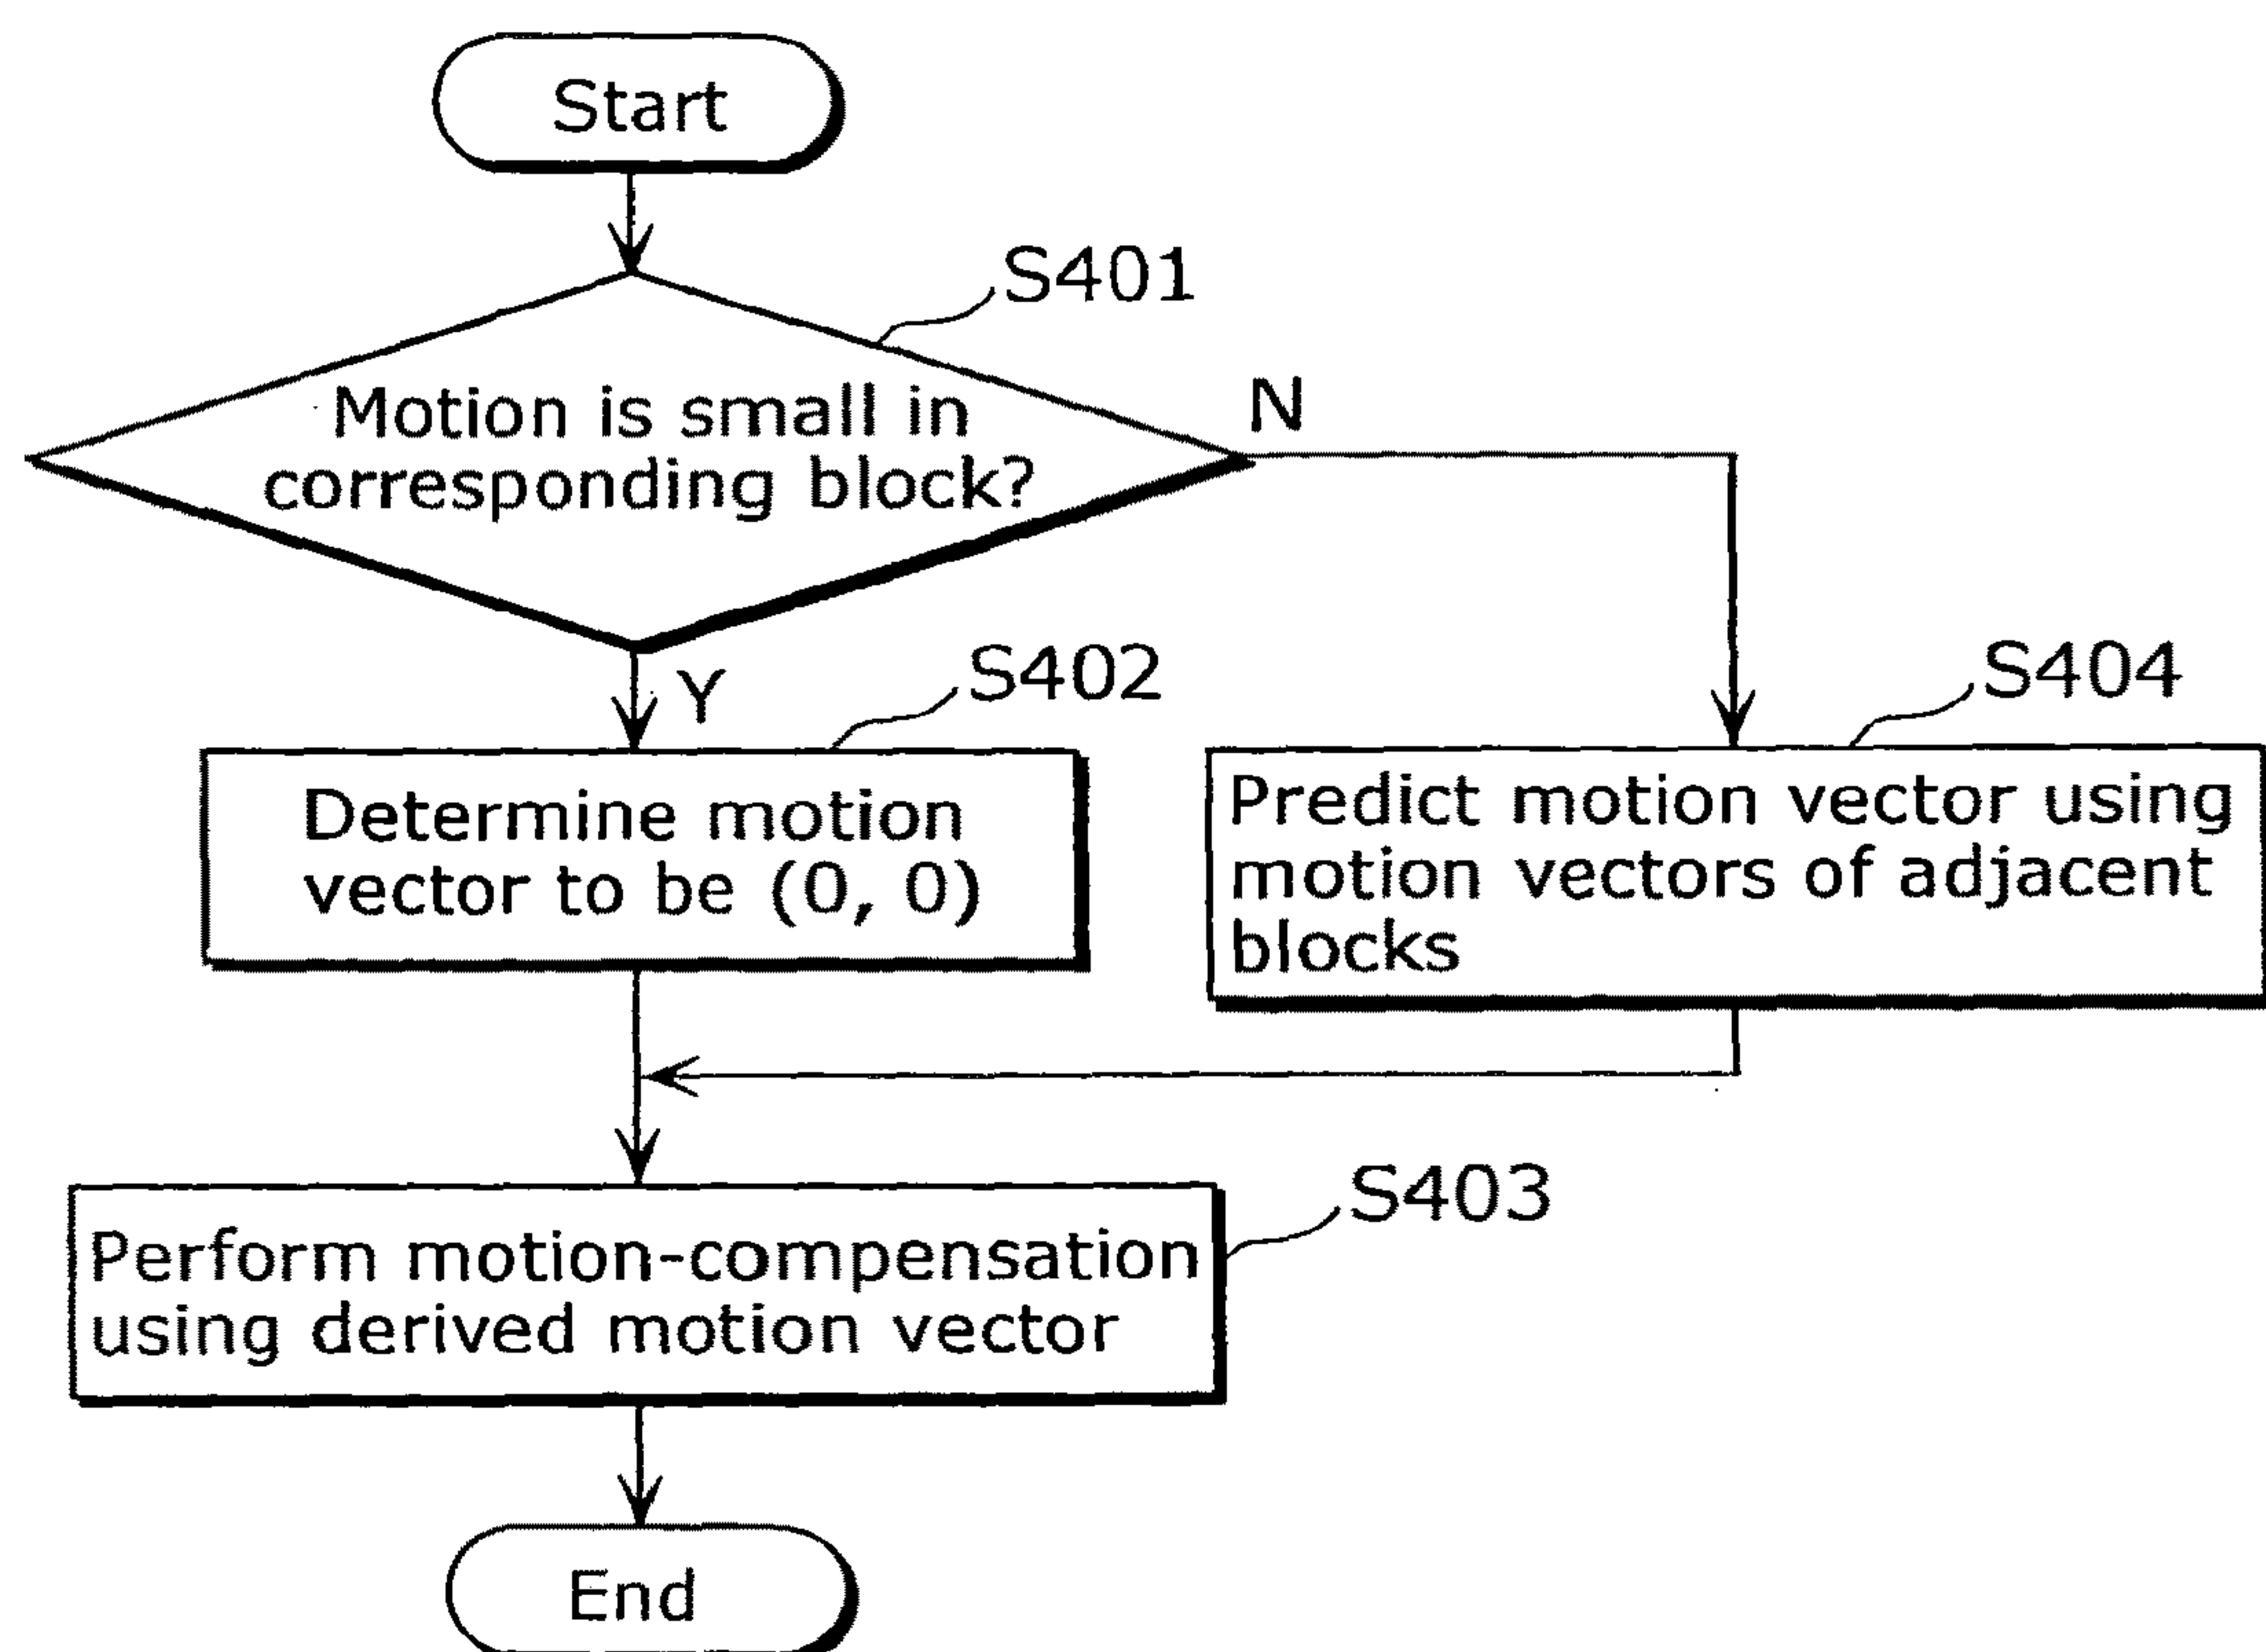 Start
S401
Motion is small in
corresponding block?
N
Y
S402
Determine motion
vector to be (0, 0)
S404
Predict motion vector using
motion vectors of adjacent
blocks
S403
Perform motion-compensation
using derived motion vector
End